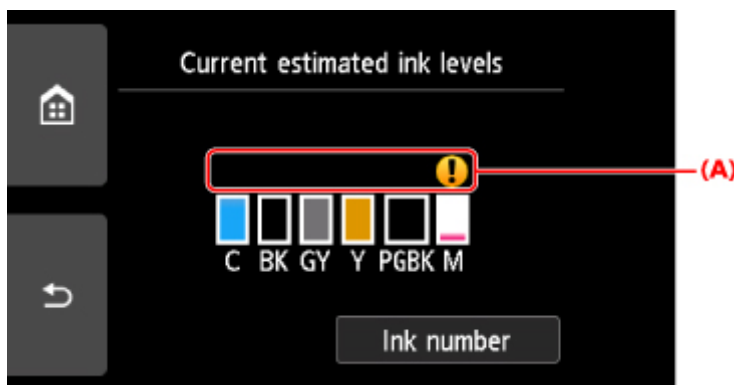 Current estimated ink levels
(A)
C BK GY Y PGBK M
Ink number